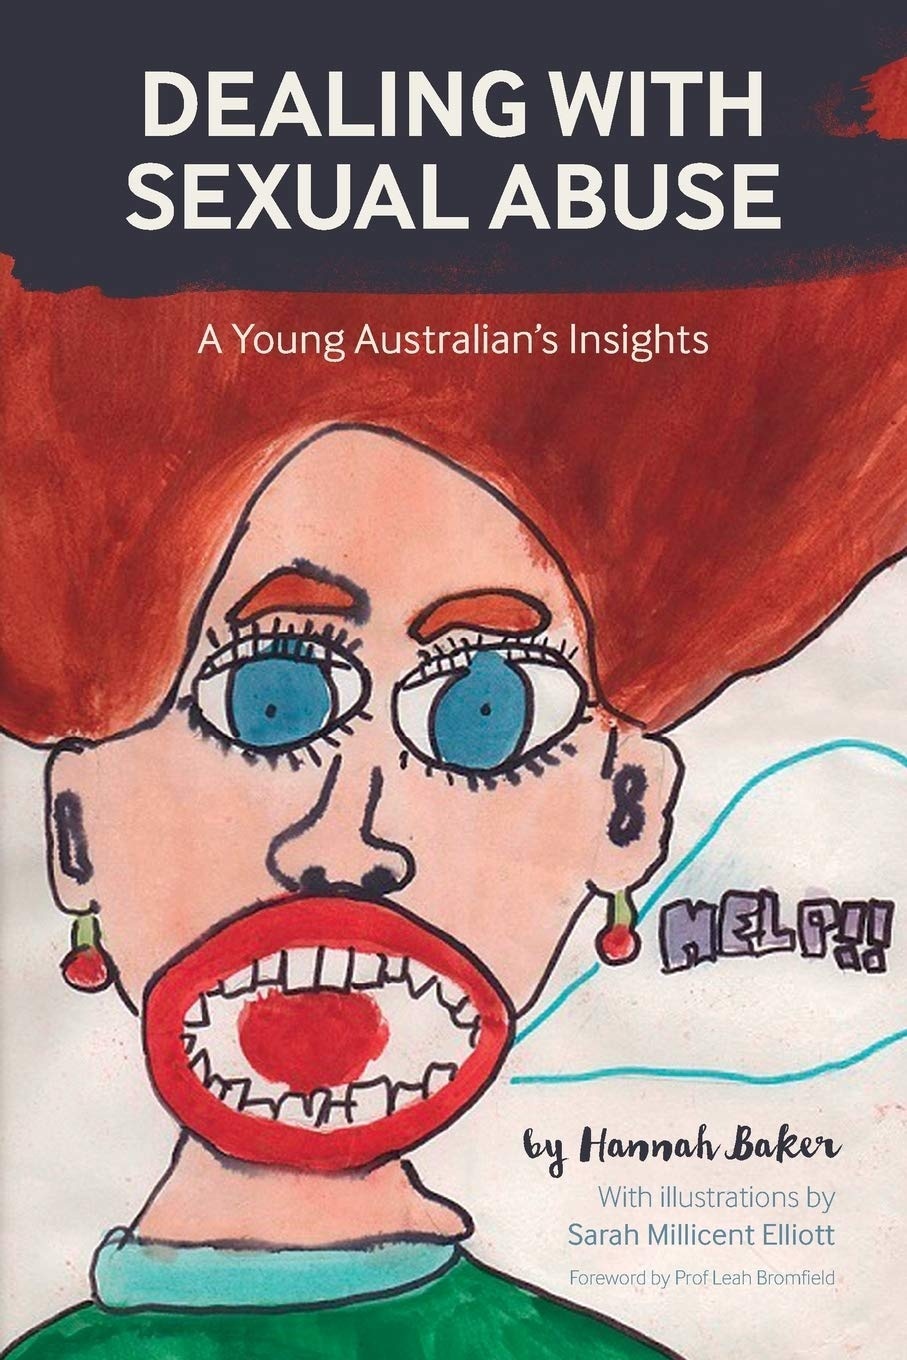 DEALING WITH
SEXUAL ABUSE
A Young Australian's Insights
HELP!!
by Hannah Baker
With illustrations by
Sarah Millicent Elliott
Foreword by Prof Leah Bromfield